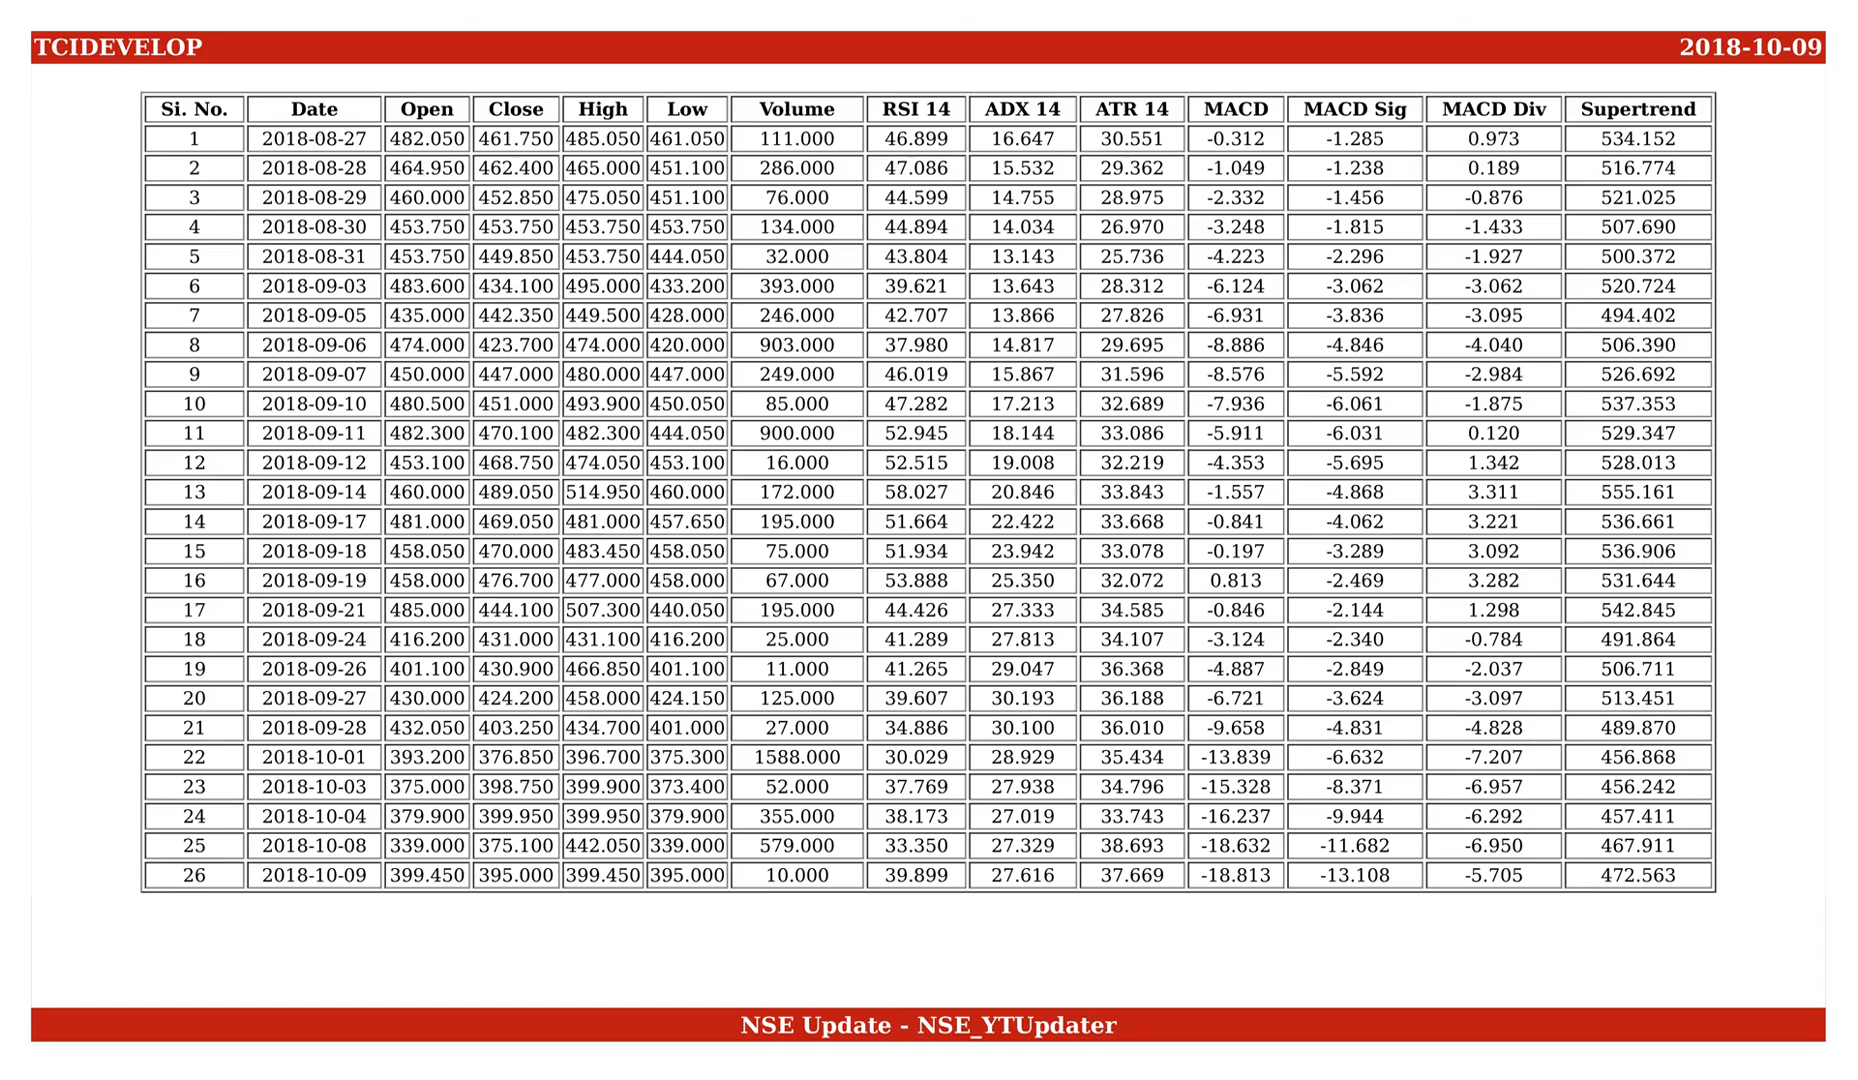 TCIDEVELOP 2018-10-09
Si. No. Date Open Close High Low Volume RSI 14 ADX 14 ATR 14 MACD MACD Sig MACD Div Supertrend
1 2018-08-27 482.050 461.750 485.050 461.050 111.000 46.899 16.647 30.551 -0.312 -1.285 0.973 534.152
2 2018-08-28 464.950 462.400 465.000 451.100 286.000 47.086 15.532 29.362 -1.049 -1.238 0.189 516.774
3 2018-08-29 460.000 452.850 475.050 451.100 76.000 44.599 14.755 28.975 -2.332 -1.456 -0.876 521.025
4 2018-08-30 453.750 453.750 453.750 453.750 134.000 44.894 14.034 26.970 -3.248 -1.815 -1.433 507.690
5 2018-08-31 453.750 449.850 453.750 444.050 32.000 43.804 13.143 25.736 -4.223 -2.296 -1.927 500.372
6 2018-09-03 483.600 434.100 495.000 433.200 393.000 39.621 13.643 28.312 -6.124 -3.062 -3.062 520.724
7 2018-09-05 435.000 442.350 449.500 428.000 246.000 42.707 13.866 27.826 -6.931 -3.836 -3.095 494.402
8 2018-09-06 474.000 423.700 474.000 420.000 903.000 37.980 14.817 29.695 -8.886 -4.846 -4.040 506.390
9 2018-09-07 450.000 447.000 480.000 447.000 249.000 46.019 15.867 31.596 -8.576 -5.592 -2.984 526.692
10 2018-09-10 480.500 451.000 493.900 450.050 85.000 47.282 17.213 32.689 -7.936 -6.061 -1.875 537.353
11 2018-09-11 482.300 470.100 482.300 444.050 900.000 52.945 18.144 33.086 -5.911 -6.031 0.120 529.347
12 2018-09-12 453.100 468.750 474.050 453.100 16.000 52.515 19.008 32.219 -4.353 -5.695 1.342 528.013
13 2018-09-14 460.000 489.050 514.950 460.000 172.000 58.027 20.846 33.843 -1.557 -4.868 3.311 555.161
14 2018-09-17 481.000 469.050 481.000 457.650 195.000 51.664 22.422 33.668 -0.841 -4.062 3.221 536.661
15 2018-09-18 458.050 470.000 483.450 458.050 75.000 51.934 23.942 33.078 -0.197 -3.289 3.092 536.906
16 2018-09-19 458.000 476.700 477.000 458.000 67.000 53.888 25.350 32.072 0.813 -2.469 3.282 531.644
17 2018-09-21 485.000 444.100 507.300 440.050 195.000 44.426 27.333 34.585 -0.846 -2.144 1.298 542.845
18 2018-09-24 416.200 431.000 431.100 416.200 25.000 41.289 27.813 34.107 -3.124 -2.340 -0.784 491.864
19 2018-09-26 401.100 430.900 466.850 401.100 11.000 41.265 29.047 36.368 -4.887 -2.849 -2.037 506.711
20 2018-09-27 430.000 424.200 458.000 424.150 125.000 39.607 30.193 36.188 -6.721 -3.624 -3.097 513.451
21 2018-09-28 432.050 403.250 434.700 401.000 27.000 34.886 30.100 36.010 -9.658 -4.831 -4.828 489.870
22 2018-10-01 393.200 376.850 396.700 375.300 1588.000 30.029 28.929 35.434 -13.839 -6.632 -7.207 456.868
23 2018-10-03 375.000 398.750 399.900 373.400 52.000 37.769 27.938 34.796 -15.328 -8.371 -6.957 456.242
24 2018-10-04 379.900 399.950 399.950 379.900 355.000 38.173 27.019 33.743 -16.237 -9.944 -6.292 457.411
25 2018-10-08 339.000 375.100 442.050 339.000 579.000 33.350 27.329 38.693 -18.632 -11.682 -6.950 467.911
26 2018-10-09 399.450 395.000 399.450 395.000 10.000 39.899 27.616 37.669 -18.813 -13.108 -5.705 472.563
NSE Update - NSE_YTUpdater